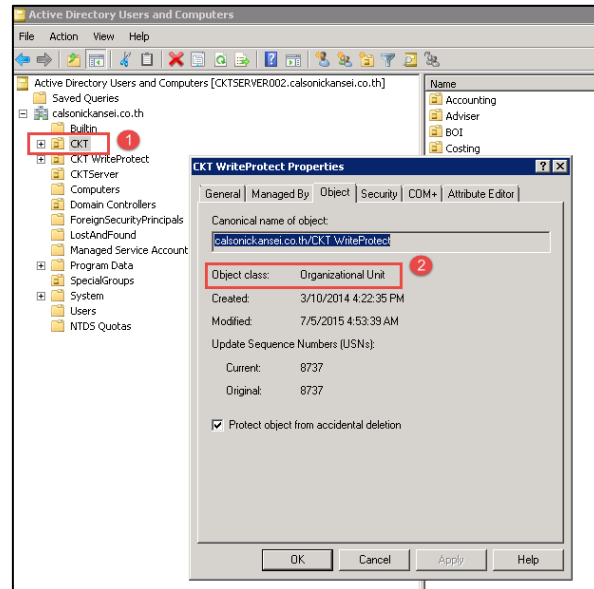 Active Directory Users and Computers
File Action View Help
Active Directory Users and Computers [CKTSERVER002.calsonickansei.co.th]
Saved Queries
calsonickansei.co.th
Builtin
CKT
1
CKT WriteProtect
CKTServer
Computers
Domain Controllers
ForeignSecurityPrincipals
LostAndFound
Managed Service Account
Program Data
SpecialGroups
System
Users
NTDS Quotas
Name
Accounting
Adviser
BOI
Costing
CKT WriteProtect Properties
General Managed By Object Security COM+ Attribute Editor
Canonical name of object:
calsonickansei.co.th/CKT WriteProtect
Object class: Organizational Unit
2
Created: 3/10/2014 4:22:35 PM
Modified: 7/5/2015 4:53:39 AM
Update Sequence Numbers (USNs):
Current: 8737
Original: 8737
Protect object from accidental deletion
OK Cancel Apply Help